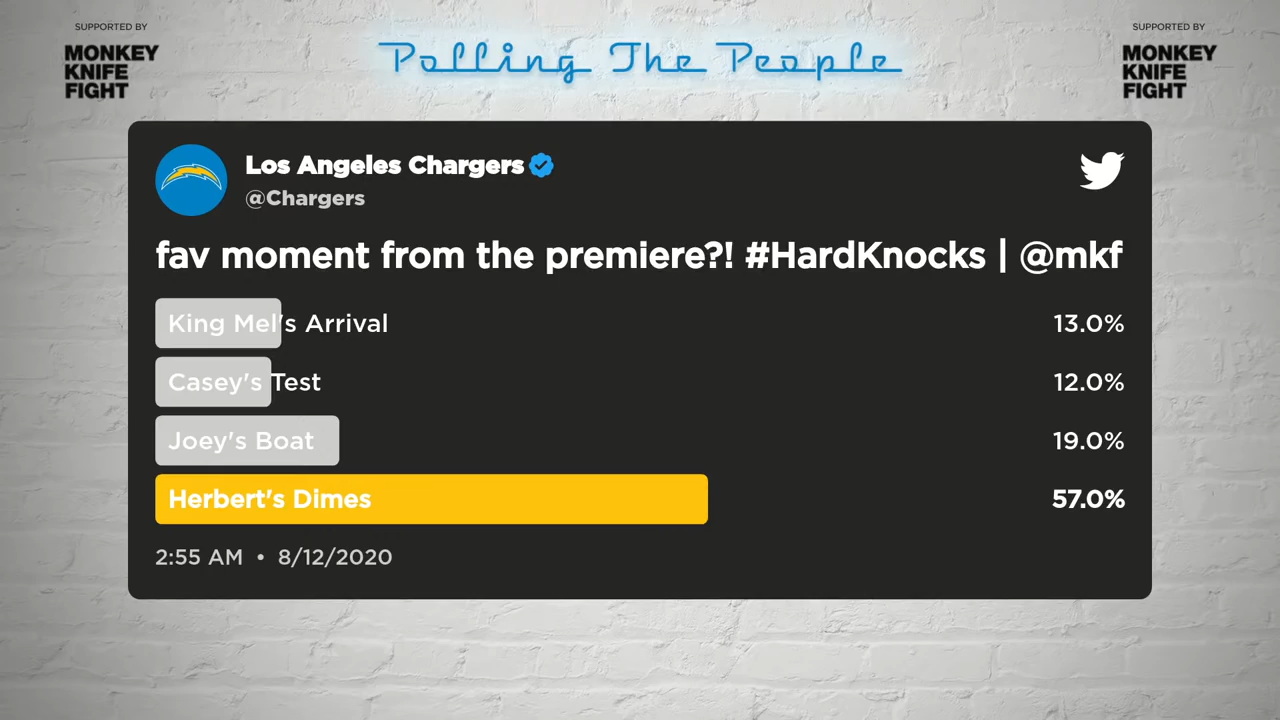 SUPPORTED BY
MONKEY
KNIFE
FIGHT
Polling The People
SUPPORTED BY
MONKEY
KNIFE
FIGHT
Los Angeles Chargers
@Chargers
fav moment from the premiere?! #HardKnocks | @mkf
King Mel's Arrival 13.0%
Casey's Test 12.0%
Joey's Boat 19.0%
Herbert's Dimes 57.0%
2:55 AM • 8/12/2020